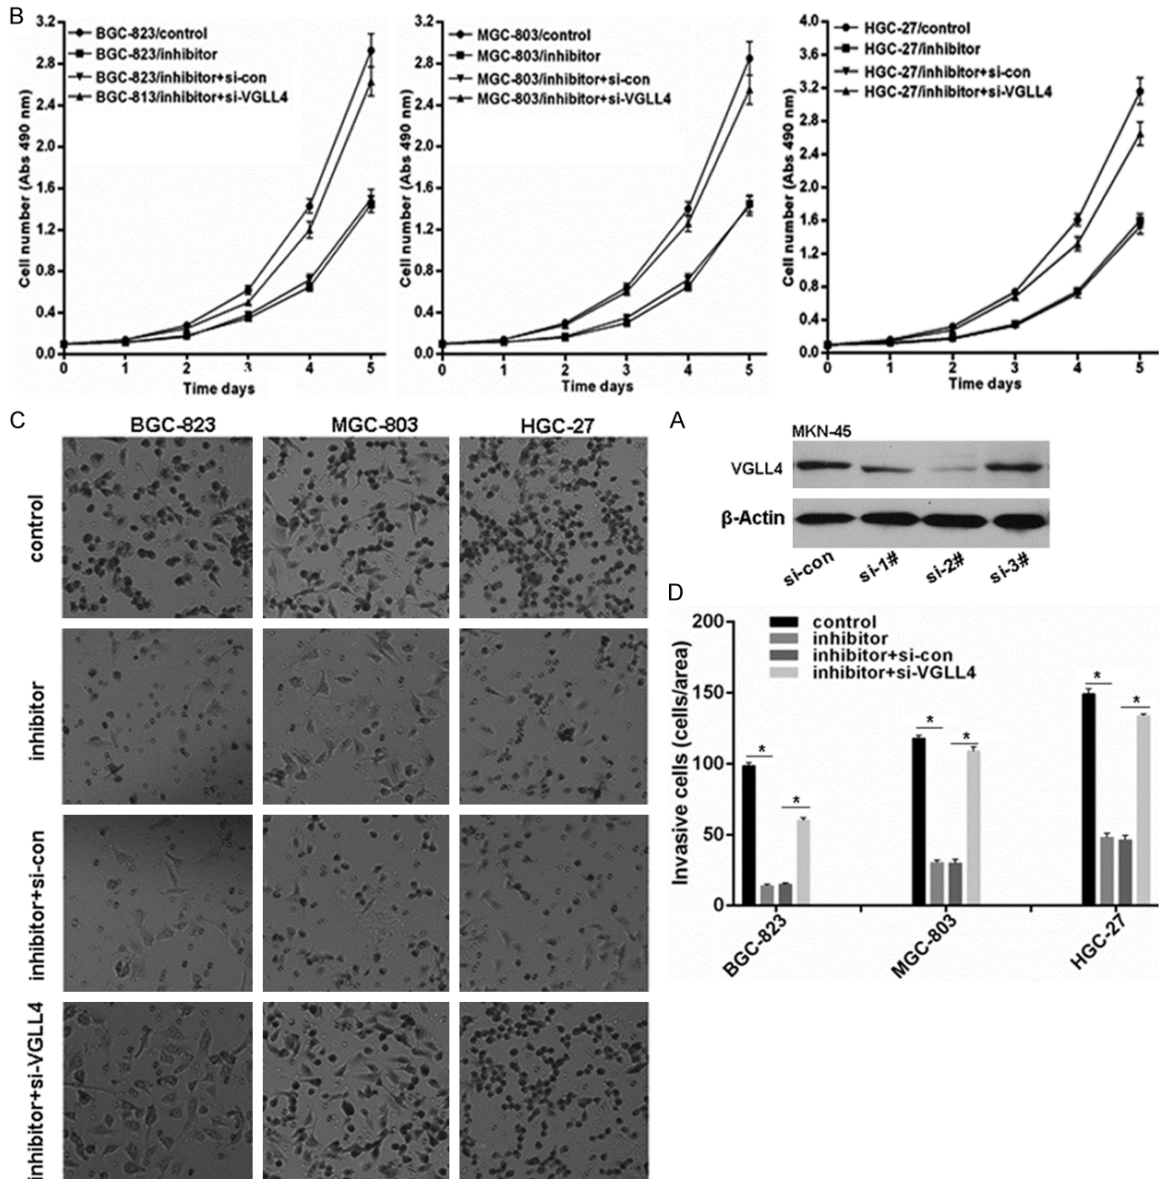 B
BGC-823/control
BGC-823/inhibitor
BGC-823/inhibitor+si-con
BGC-813/inhibitor+si-VGLL4
Cell number (Abs 490 nm)
3.2
2.8
2.4
2.0
1.6
1.2
0.8
0.4
0.0
0 1 2 3 4 5
Time days
MGC-803/control
MGC-803/inhibitor
MGC-803/inhibitor+si-con
MGC-803/inhibitor+si-VGLL4
Cell number (Abs 490 nm)
3.2
2.8
2.4
2.0
1.6
1.2
0.8
0.4
0.0
0 1 2 3 4 5
Time days
HGC-27/control
HGC-27/inhibitor
HGC-27/inhibitor+si-con
HGC-27/inhibitor+si-VGLL4
Cell number (Abs 490 nm)
4.0
3.6
3.2
2.8
2.4
2.0
1.6
1.2
0.8
0.4
0.0
0 1 2 3 4 5
Time days
C
BGC-823 MGC-803 HGC-27
control
inhibitor
inhibitor+si-con
inhibitor+si-VGLL4
A
MKN-45
VGLL4
β-Actin
si-con si-1# si-2# si-3#
D
control
inhibitor
inhibitor+si-con
inhibitor+si-VGLL4
Invasive cells (cells/area)
200
150
100
50
0
* * * * * *
BGC-823 MGC-803 HGC-27